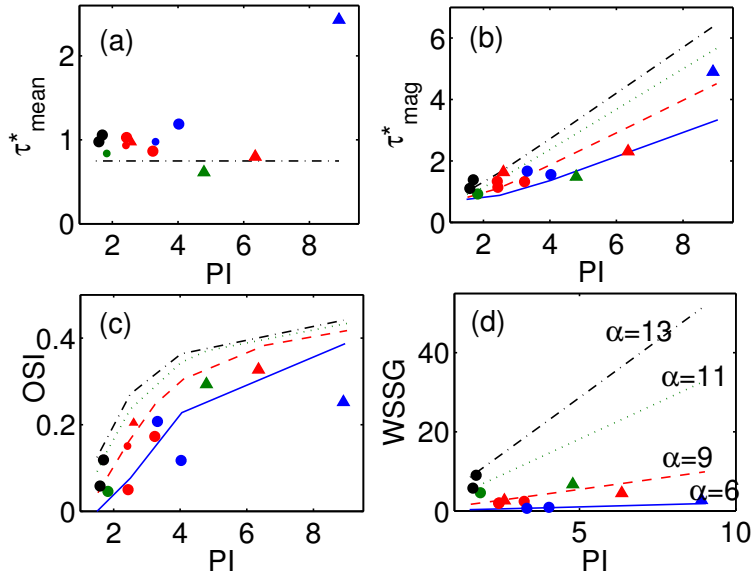 (a)
2
1
0
2 4 6 8
τ*mean
PI
(b)
6
4
2
0
2 4 6 8
τ*mag
PI
(c)
0.4
0.2
0
2 4 6 8
OSI
PI
(d)
α=13
α=11
α=9
α=6
40
20
0
5 10
WSSG
PI